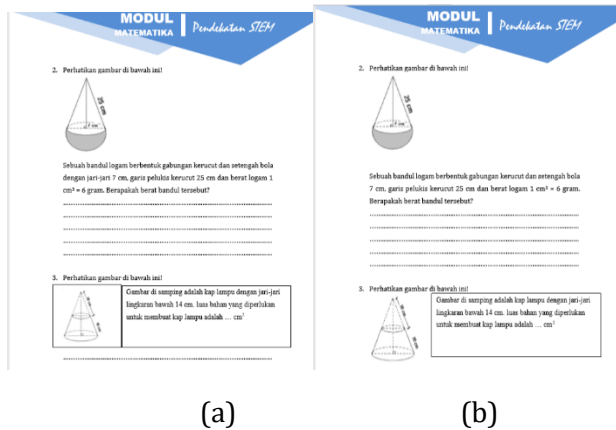 MODUL
MATEMATIKA
Pendekatan STEM
2. Perhatikan gambar di bawah ini!
25 cm
7 cm
Sebuah bandul logam berbentuk gabungan kerucut dan setengah bola
dengan jari-jari 7 cm, garis pelukis kerucut 25 cm dan berat logam 1
cm³ = 6 gram. Berapakah berat bandul tersebut?
3. Perhatikan gambar di bawah ini!
Gambar di samping adalah kap lampu dengan jari-jari
lingkaran bawah 14 cm. luas bahan yang diperlukan
untuk membuat kap lampu adalah ... cm²
(a)
MODUL
MATEMATIKA
Pendekatan STEM
2. Perhatikan gambar di bawah ini!
25 cm
7 cm
Sebuah bandul logam berbentuk gabungan kerucut dan setengah bola
7 cm, garis pelukis kerucut 25 cm dan berat logam 1 cm³ = 6 gram.
Berapakah berat bandul tersebut?
3. Perhatikan gambar di bawah ini!
Gambar di samping adalah kap lampu dengan jari-jari
lingkaran bawah 14 cm. luas bahan yang diperlukan
untuk membuat kap lampu adalah ... cm²
(b)